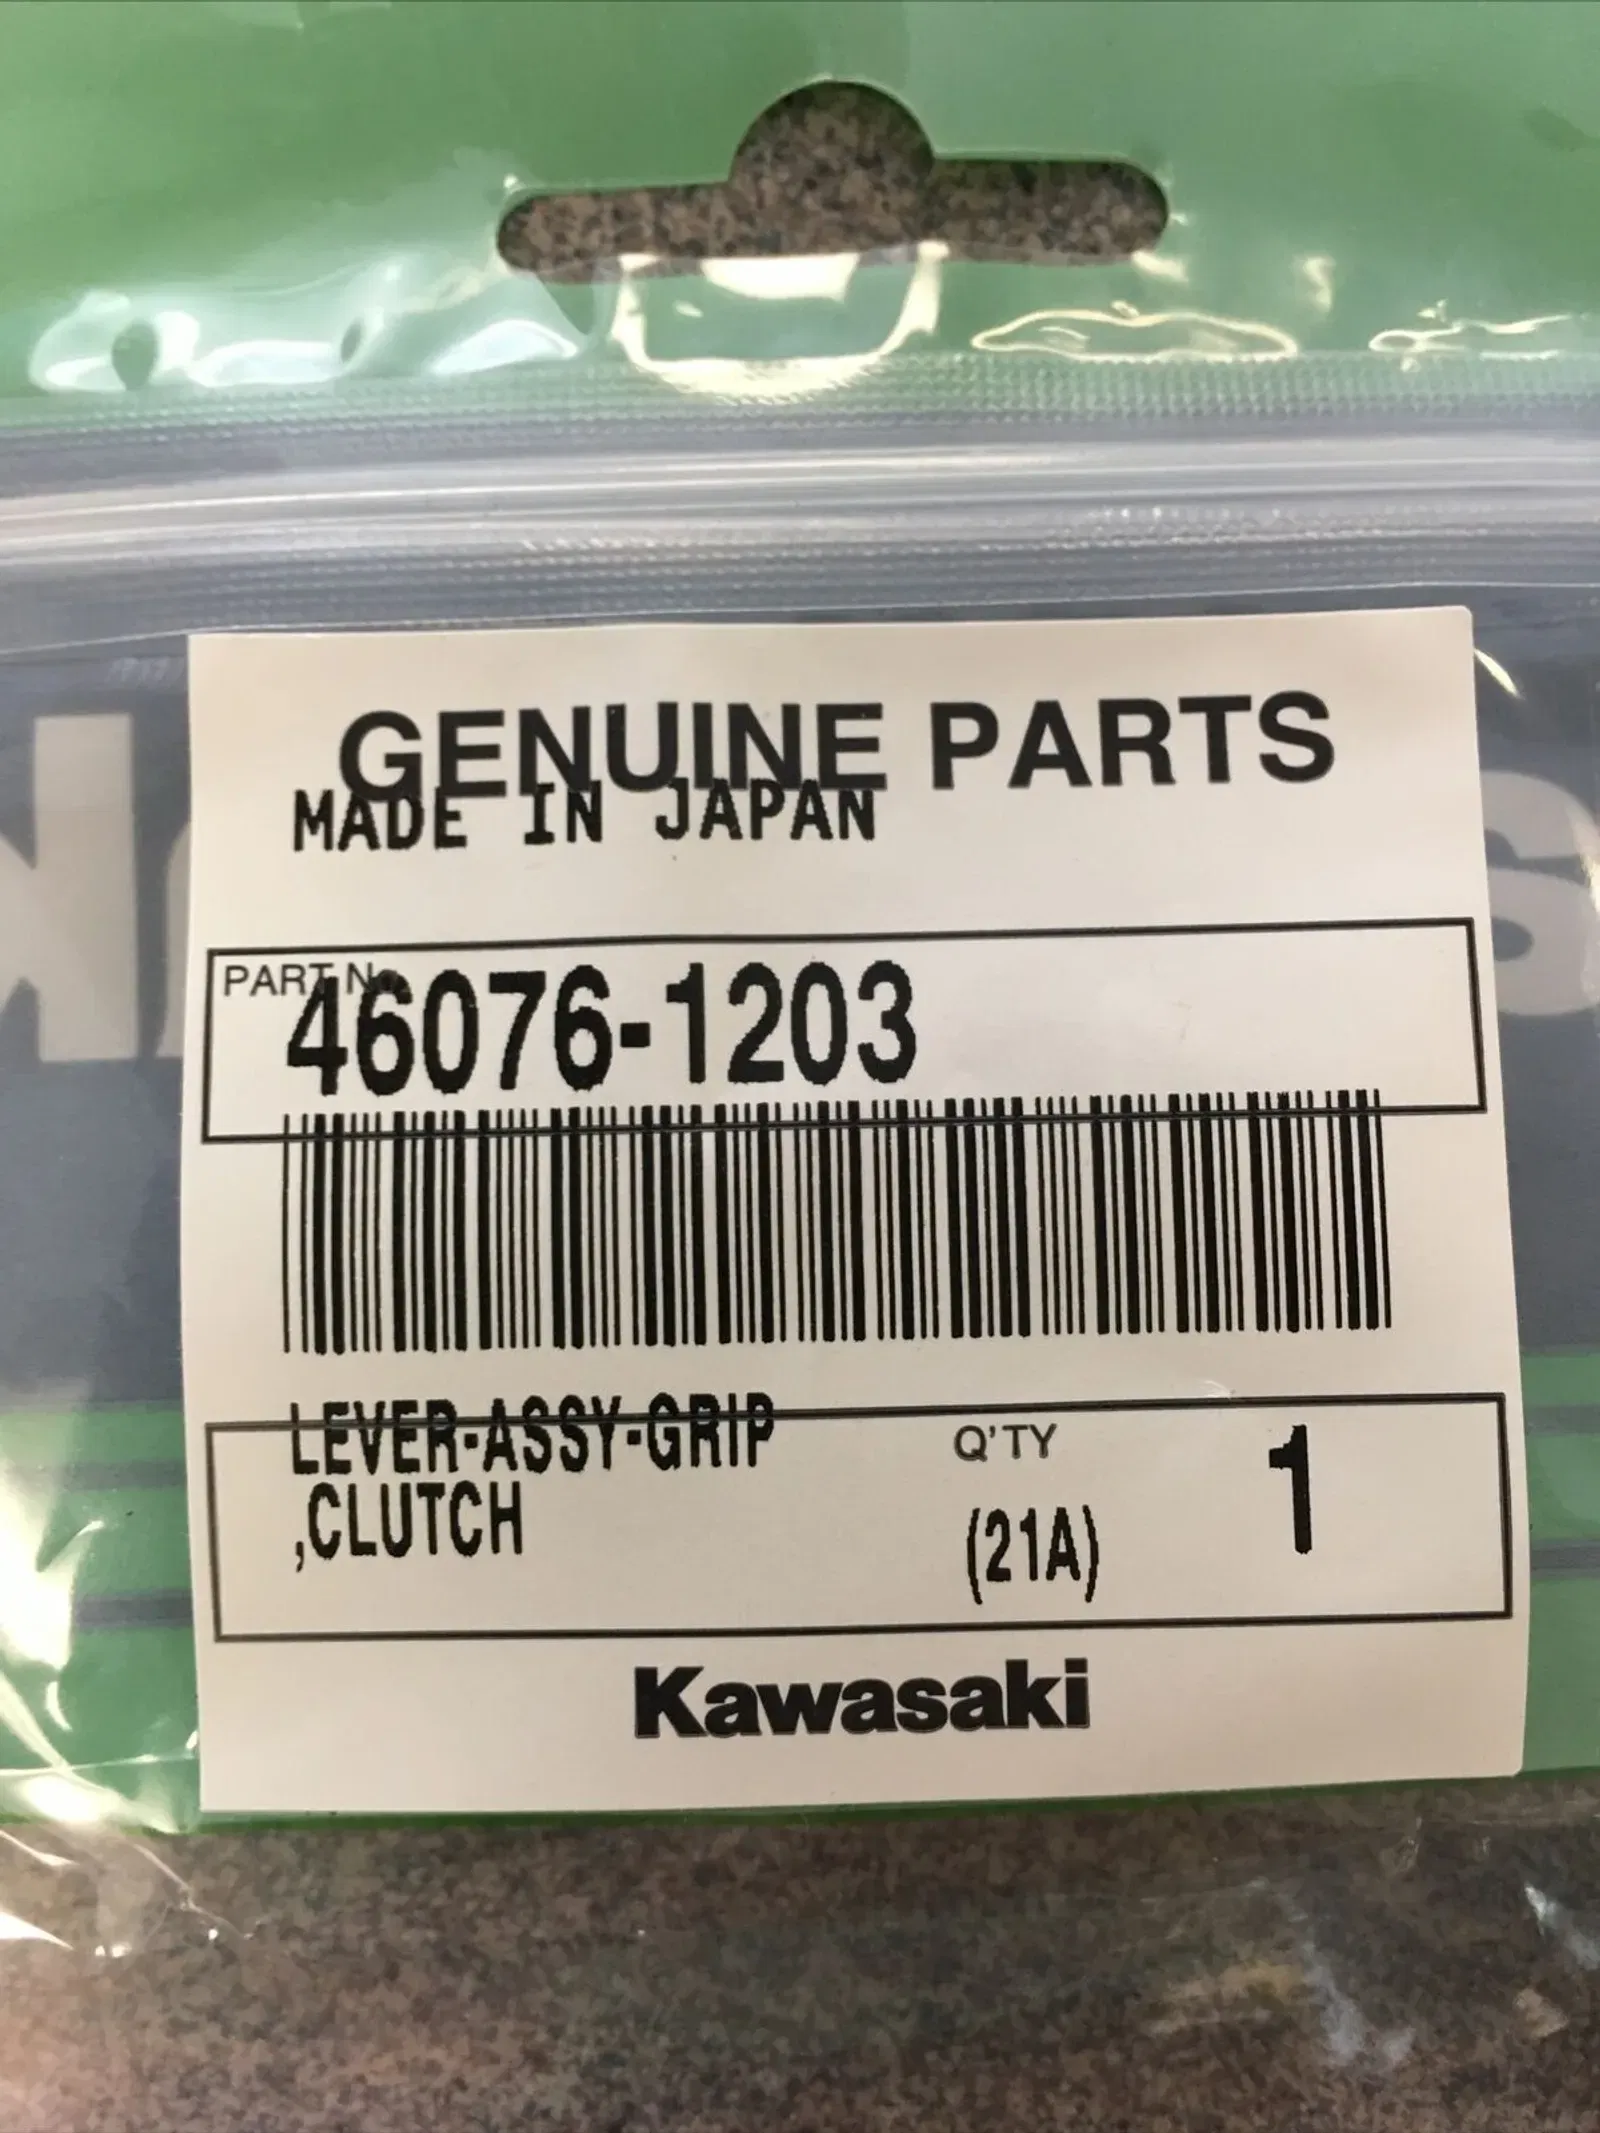 GENUINE PARTS
MADE IN JAPAN
PART No.
46076-1203
LEVER-ASSY-GRIP
,CLUTCH
Q'TY
(21A)
1
Kawasaki